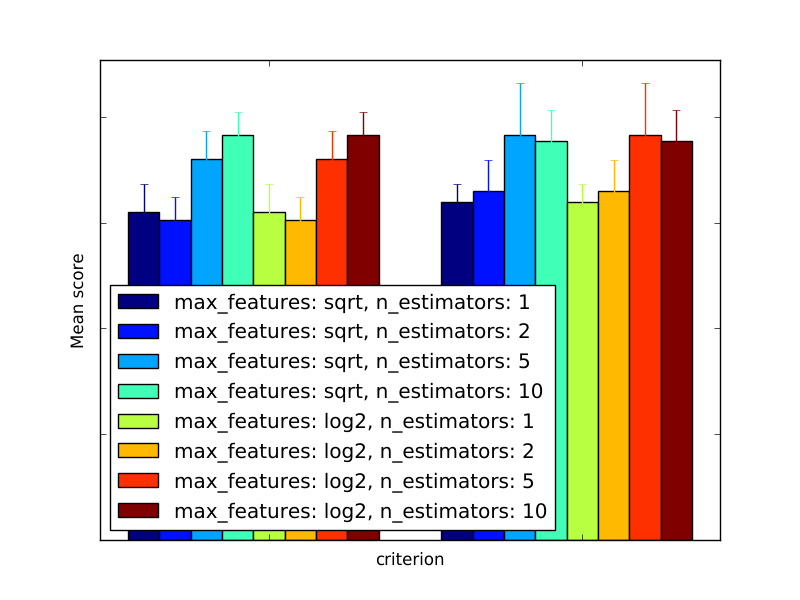 Mean score
max_features: sqrt, n_estimators: 1
max_features: sqrt, n_estimators: 2
max_features: sqrt, n_estimators: 5
max_features: sqrt, n_estimators: 10
max_features: log2, n_estimators: 1
max_features: log2, n_estimators: 2
max_features: log2, n_estimators: 5
max_features: log2, n_estimators: 10
criterion